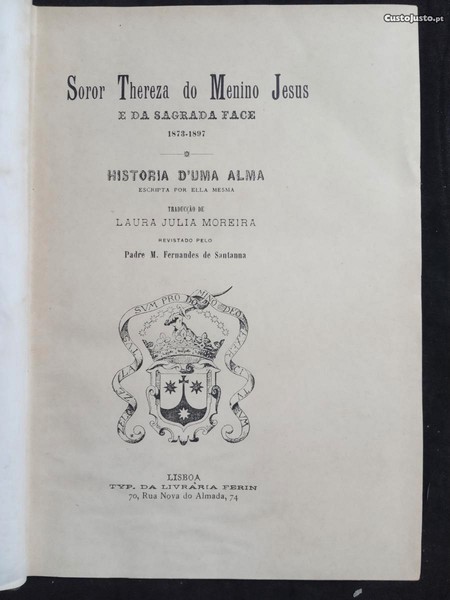 CustoJusto.pt
Soror Thereza do Menino Jesus
E DA SAGRADA FACE
1873-1897
HISTORIA D'UMA ALMA
ESCRIPTA POR ELLA MESMA
TRADUCÇÃO DE
LAURA JULIA MOREIRA
REVISTADO PELO
Padre M. Fernandes de Santanna
LISBOA
TYP. DA LIVRARIA FERIN
70, Rua Nova do Almada, 74